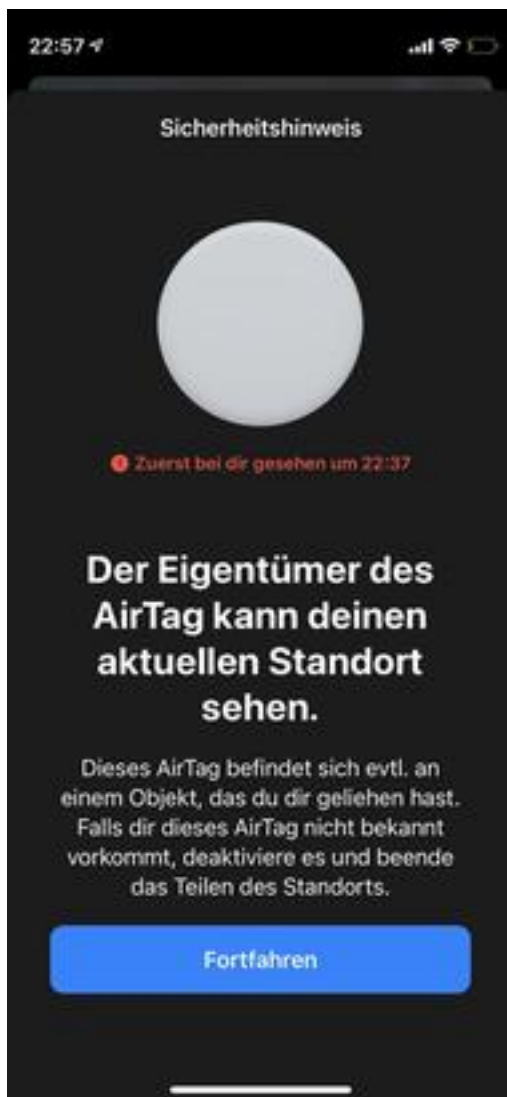 22:57
Sicherheitshinweis
Zuerst bei dir gesehen um 22:37
Der Eigentümer des
AirTag kann deinen
aktuellen Standort
sehen.
Dieses AirTag befindet sich evtl. an
einem Objekt, das du dir geliehen hast.
Falls dir dieses AirTag nicht bekannt
vorkommt, deaktiviere es und beende
das Teilen des Standorts.
Fortfahren